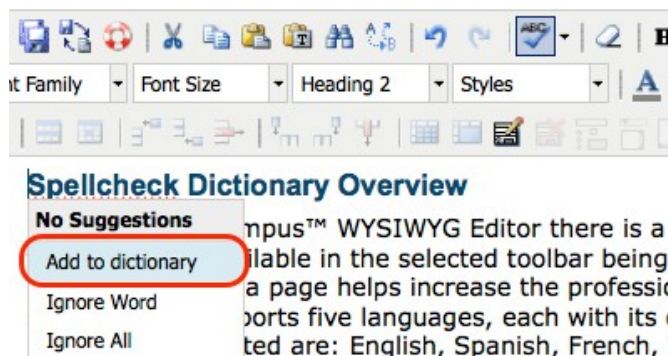 ABC B
nt Family Font Size Heading 2 Styles A
Spellcheck Dictionary Overview
No Suggestions
mpus™ WYSIWYG Editor there is a
Add to dictionary
ilable in the selected toolbar being
a page helps increase the professio
Ignore Word
ports five languages, each with its
Ignore All
ted are: English, Spanish, French,